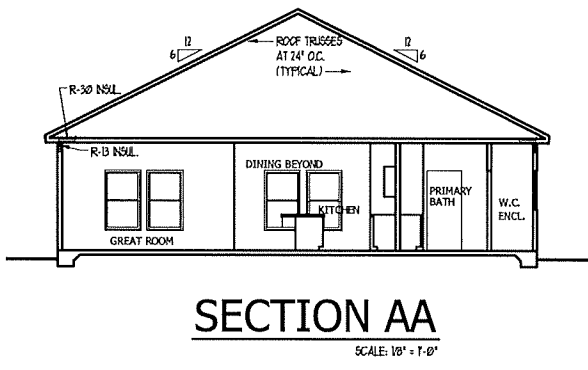 12
6
ROOF TRUSSES
AT 24" O.C.
(TYPICAL)
12
6
R-30 INSUL.
R-13 INSUL.
DINING BEYOND
KITCHEN
PRIMARY
BATH
W.C.
ENCL.
GREAT ROOM
SECTION AA
SCALE: 1/8" = 1'-0"